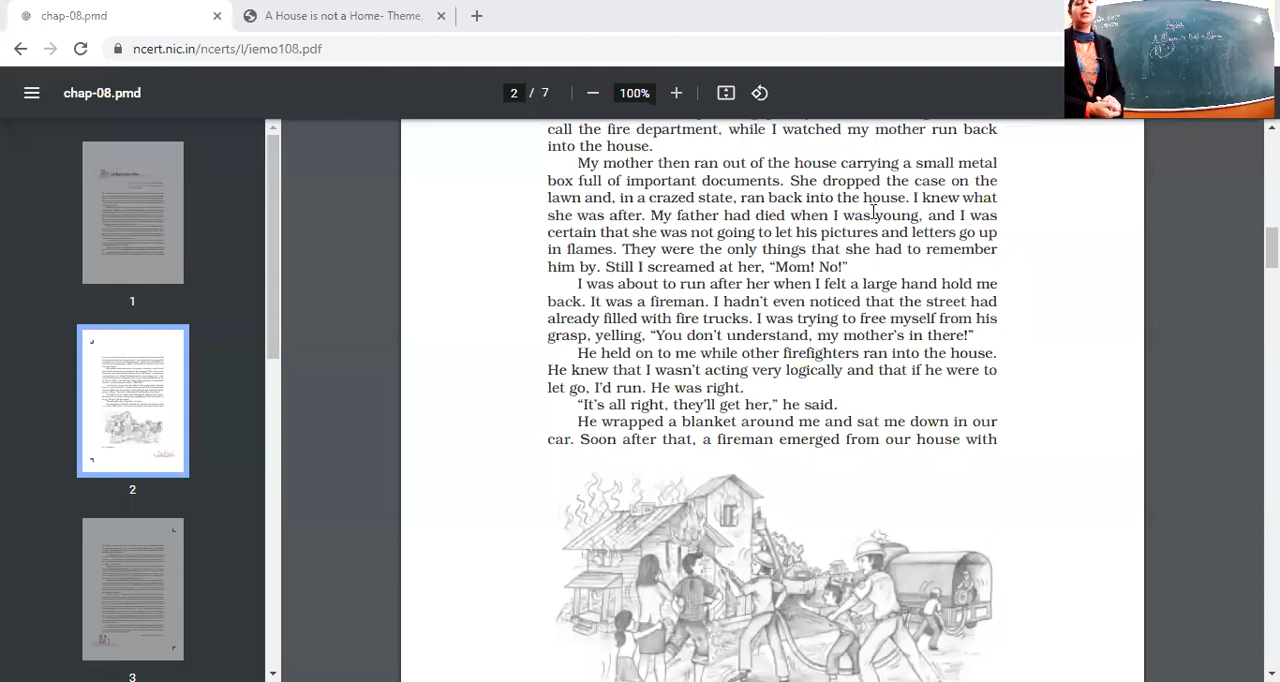 chap-08.pmd
A House is not a Home- Theme,
ncert.nic.in/ncerts/l/iemo108.pdf
chap-08.pmd
2 / 7
100%
call the fire department, while I watched my mother run back
into the house.
My mother then ran out of the house carrying a small metal
box full of important documents. She dropped the case on the
lawn and, in a crazed state, ran back into the house. I knew what
she was after. My father had died when I was young, and I was
certain that she was not going to let his pictures and letters go up
in flames. They were the only things that she had to remember
him by. Still I screamed at her, “Mom! No!”
I was about to run after her when I felt a large hand hold me
back. It was a fireman. I hadn’t even noticed that the street had
already filled with fire trucks. I was trying to free myself from his
grasp, yelling, “You don’t understand, my mother’s in there!”
He held on to me while other firefighters ran into the house.
He knew that I wasn’t acting very logically and that if he were to
let go, I’d run. He was right.
“It’s all right, they’ll get her,” he said.
He wrapped a blanket around me and sat me down in our
car. Soon after that, a fireman emerged from our house with
1
2
3